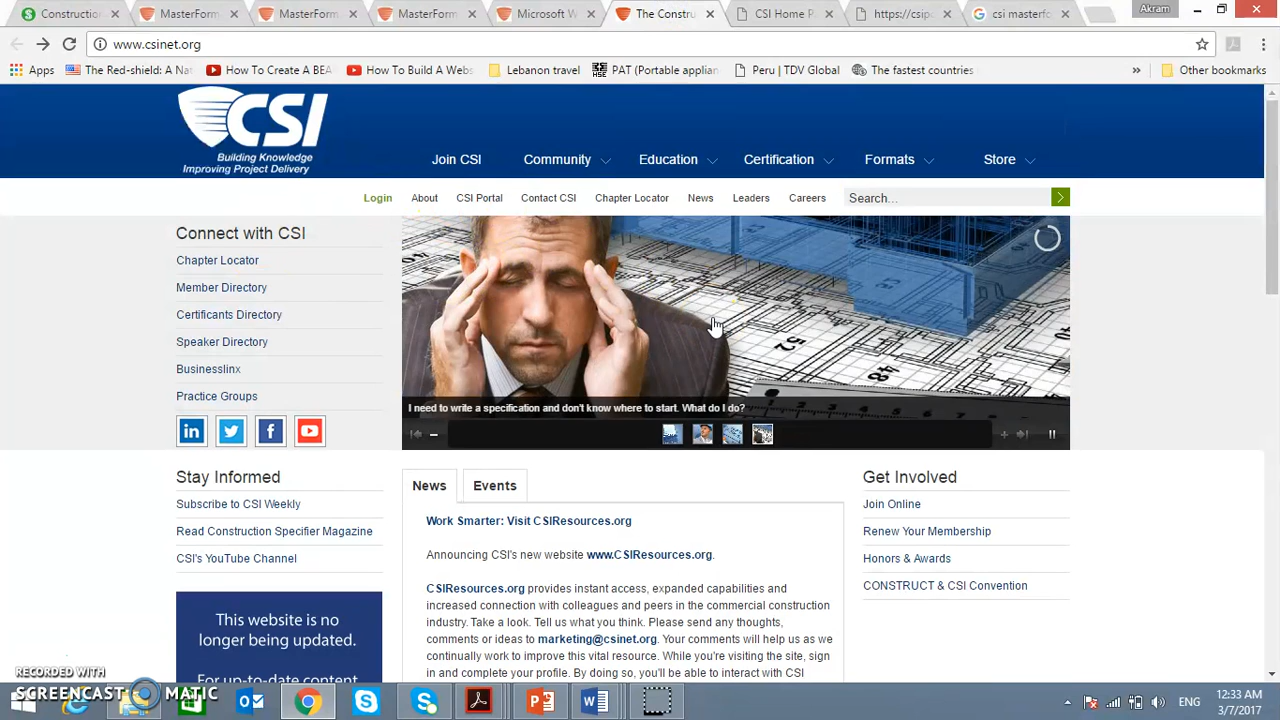 Construction
MasterForm
MasterForm
MasterForm
Microsoft W
The Constru
CSI Home P
https://csipc
csi masterfo
Akram
www.csinet.org
Apps
The Red-shield: A Na
How To Create A BEA
How To Build A Webs
Lebanon travel
PAT (Portable applian
Peru | TDV Global
The fastest countries
»
Other bookmarks
CSI
Building Knowledge
Improving Project Delivery
Join CSI
Community
Education
Certification
Formats
Store
Login
About
CSI Portal
Contact CSI
Chapter Locator
News
Leaders
Careers
Search...
Connect with CSI
Chapter Locator
Member Directory
Certificants Directory
Speaker Directory
Businesslinx
Practice Groups
52
48
I need to write a specification and don't know where to start. What do I do?
Stay Informed
Subscribe to CSI Weekly
Read Construction Specifier Magazine
CSI's YouTube Channel
This website is no
longer being updated.
For up-to-date content
News
Events
Work Smarter: Visit CSIResources.org
Announcing CSI's new website www.CSIResources.org.
CSIResources.org provides instant access, expanded capabilities and
increased connection with colleagues and peers in the commercial construction
industry. Take a look. Tell us what you think. Please send any thoughts,
comments or ideas to marketing@csinet.org. Your comments will help us as we
continually work to improve this vital resource. While you're visiting the site, sign
in and complete your profile. By doing so, you'll be able to interact with CSI
Get Involved
Join Online
Renew Your Membership
Honors & Awards
CONSTRUCT & CSI Convention
RECORDED WITH
SCREENCAST MATIC
ENG
12:33 AM
3/7/2017